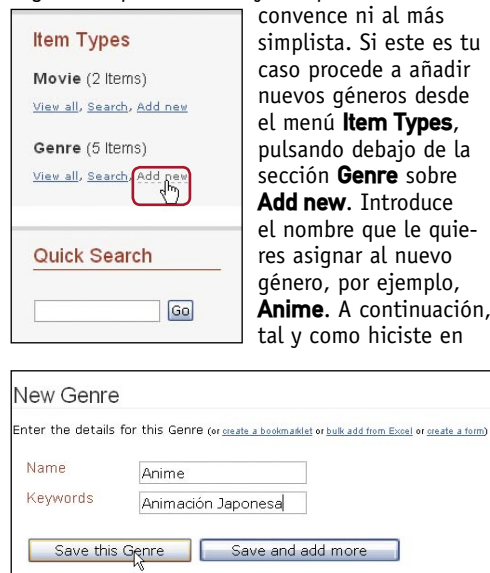 Item Types
Movie (2 Items)
View all, Search, Add new
Genre (5 Items)
View all, Search, Add new
Quick Search
Go
convence ni al más
simplista. Si este es tu
caso procede a añadir
nuevos géneros desde
el menú Item Types,
pulsando debajo de la
sección Genre sobre
Add new. Introduce
el nombre que le quie-
res asignar al nuevo
género, por ejemplo,
Anime. A continuación,
tal y como hiciste en
New Genre
Enter the details for this Genre (or create a bookmarklet or bulk add from Excel or create a form)
Name Anime
Keywords Animación Japonesa
Save this Genre Save and add more